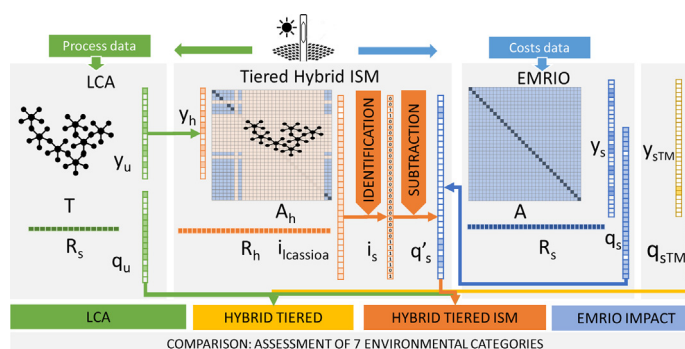 Process data
Costs data
LCA
Tiered Hybrid ISM
EMRIO
y_u
T
R_s
q_u
y_h
A_h
R_h
i_lcassioa
IDENTIFICATION
i_s
SUBTRACTION
q'_s
A
R_s
y_s
q_s
y_sTM
q_sTM
LCA
HYBRID TIERED
HYBRID TIERED ISM
EMRIO IMPACT
COMPARISON: ASSESSMENT OF 7 ENVIRONMENTAL CATEGORIES